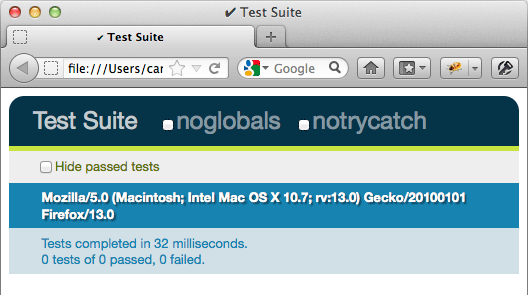 ✔ Test Suite
✔ Test Suite
file:///Users/car
Google
Test Suite noglobals notrycatch
Hide passed tests
Mozilla/5.0 (Macintosh; Intel Mac OS X 10.7; rv:13.0) Gecko/20100101
Firefox/13.0
Tests completed in 32 milliseconds.
0 tests of 0 passed, 0 failed.